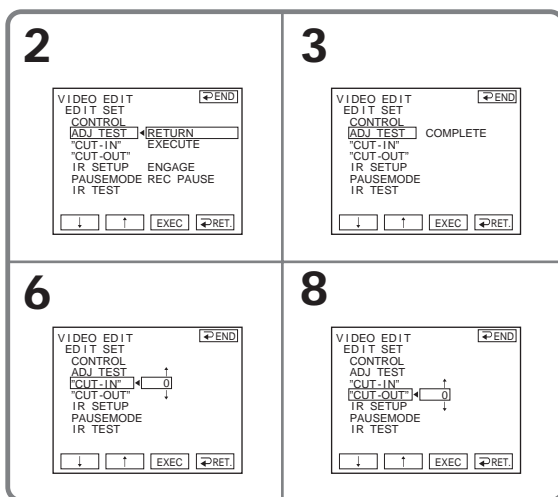 2
VIDEO EDIT ⮌END
EDIT SET
CONTROL
ADJ TEST RETURN
"CUT-IN" EXECUTE
"CUT-OUT"
IR SETUP ENGAGE
PAUSEMODE REC PAUSE
IR TEST
↓ ↑ EXEC ⮌RET.
3
VIDEO EDIT ⮌END
EDIT SET
CONTROL
ADJ TEST COMPLETE
"CUT-IN"
"CUT-OUT"
IR SETUP
PAUSEMODE
IR TEST
↓ ↑ EXEC ⮌RET.
6
VIDEO EDIT ⮌END
EDIT SET
CONTROL
ADJ TEST ↑
"CUT-IN" 0
"CUT-OUT" ↓
IR SETUP
PAUSEMODE
IR TEST
↓ ↑ EXEC ⮌RET.
8
VIDEO EDIT ⮌END
EDIT SET
CONTROL
ADJ TEST
"CUT-IN" ↑
"CUT-OUT" 0
IR SETUP ↓
PAUSEMODE
IR TEST
↓ ↑ EXEC ⮌RET.